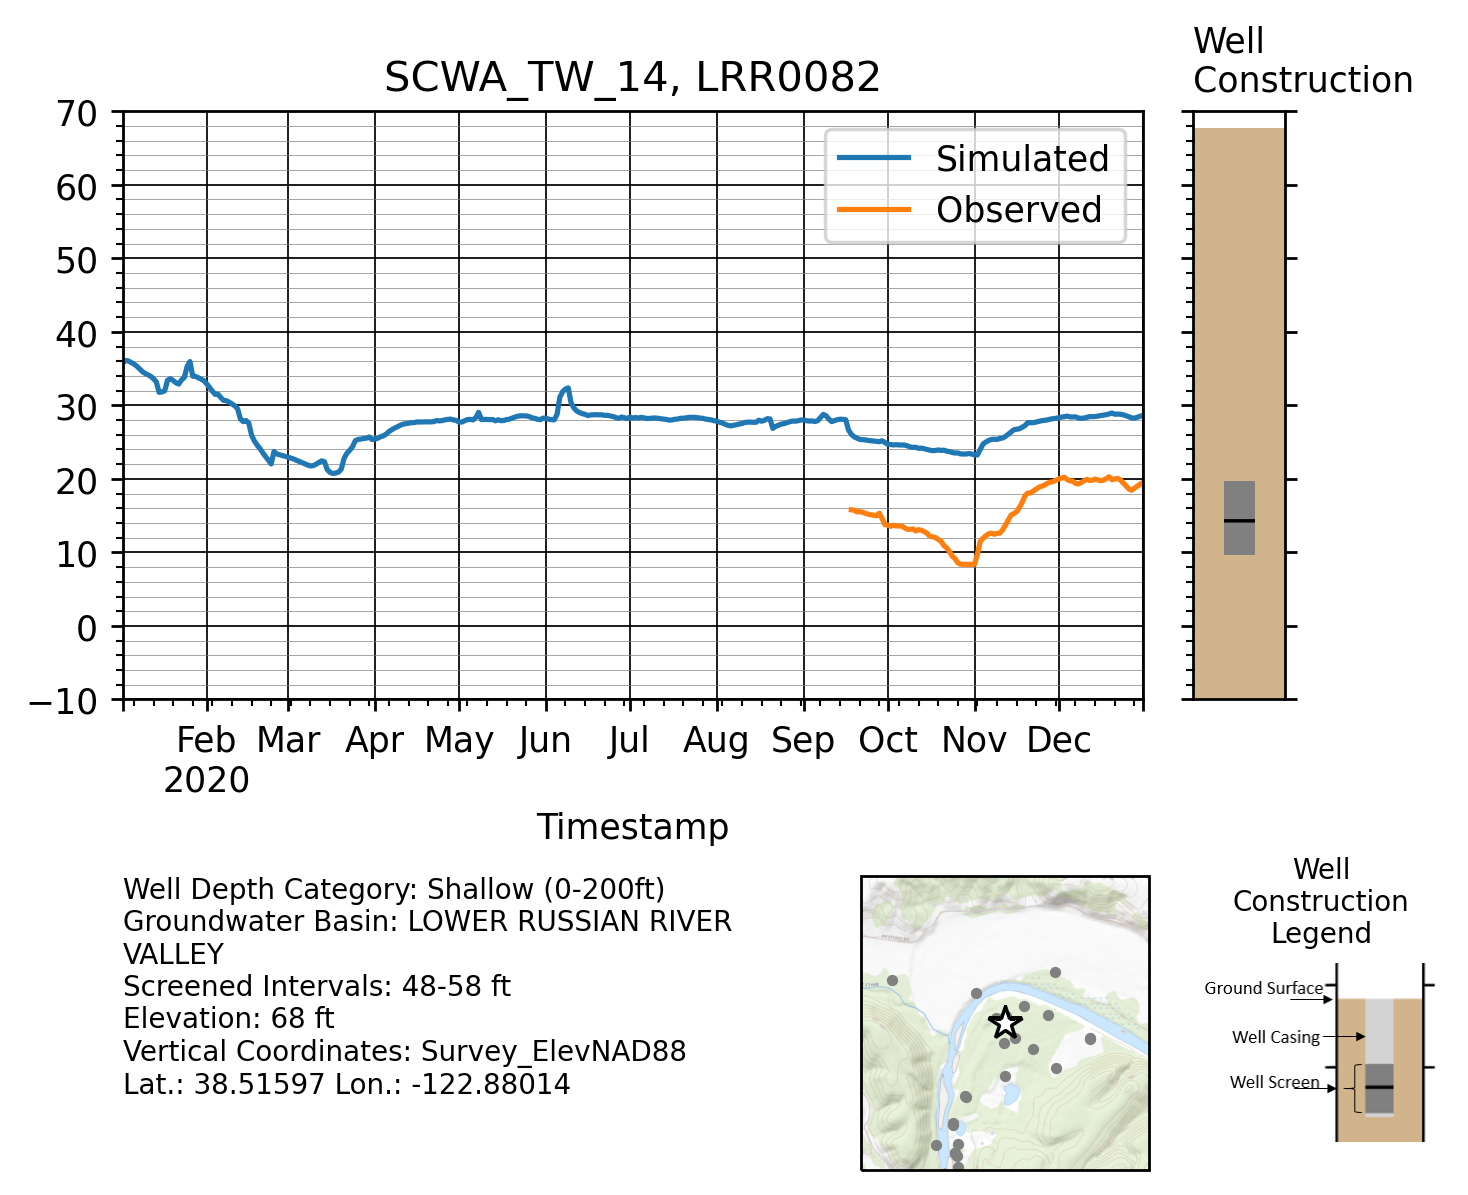 Well
Construction
SCWA_TW_14, LRR0082
70
60
50
40
30
20
10
0
−10
Simulated
Observed
Feb
Mar
Apr
May
Jun
Jul
Aug
Sep
Oct
Nov
Dec
2020
Timestamp
Well Depth Category: Shallow (0-200ft)
Groundwater Basin: LOWER RUSSIAN RIVER
VALLEY
Screened Intervals: 48-58 ft
Elevation: 68 ft
Vertical Coordinates: Survey_ElevNAD88
Lat.: 38.51597 Lon.: -122.88014
Well
Construction
Legend
Ground Surface
Well Casing
Well Screen